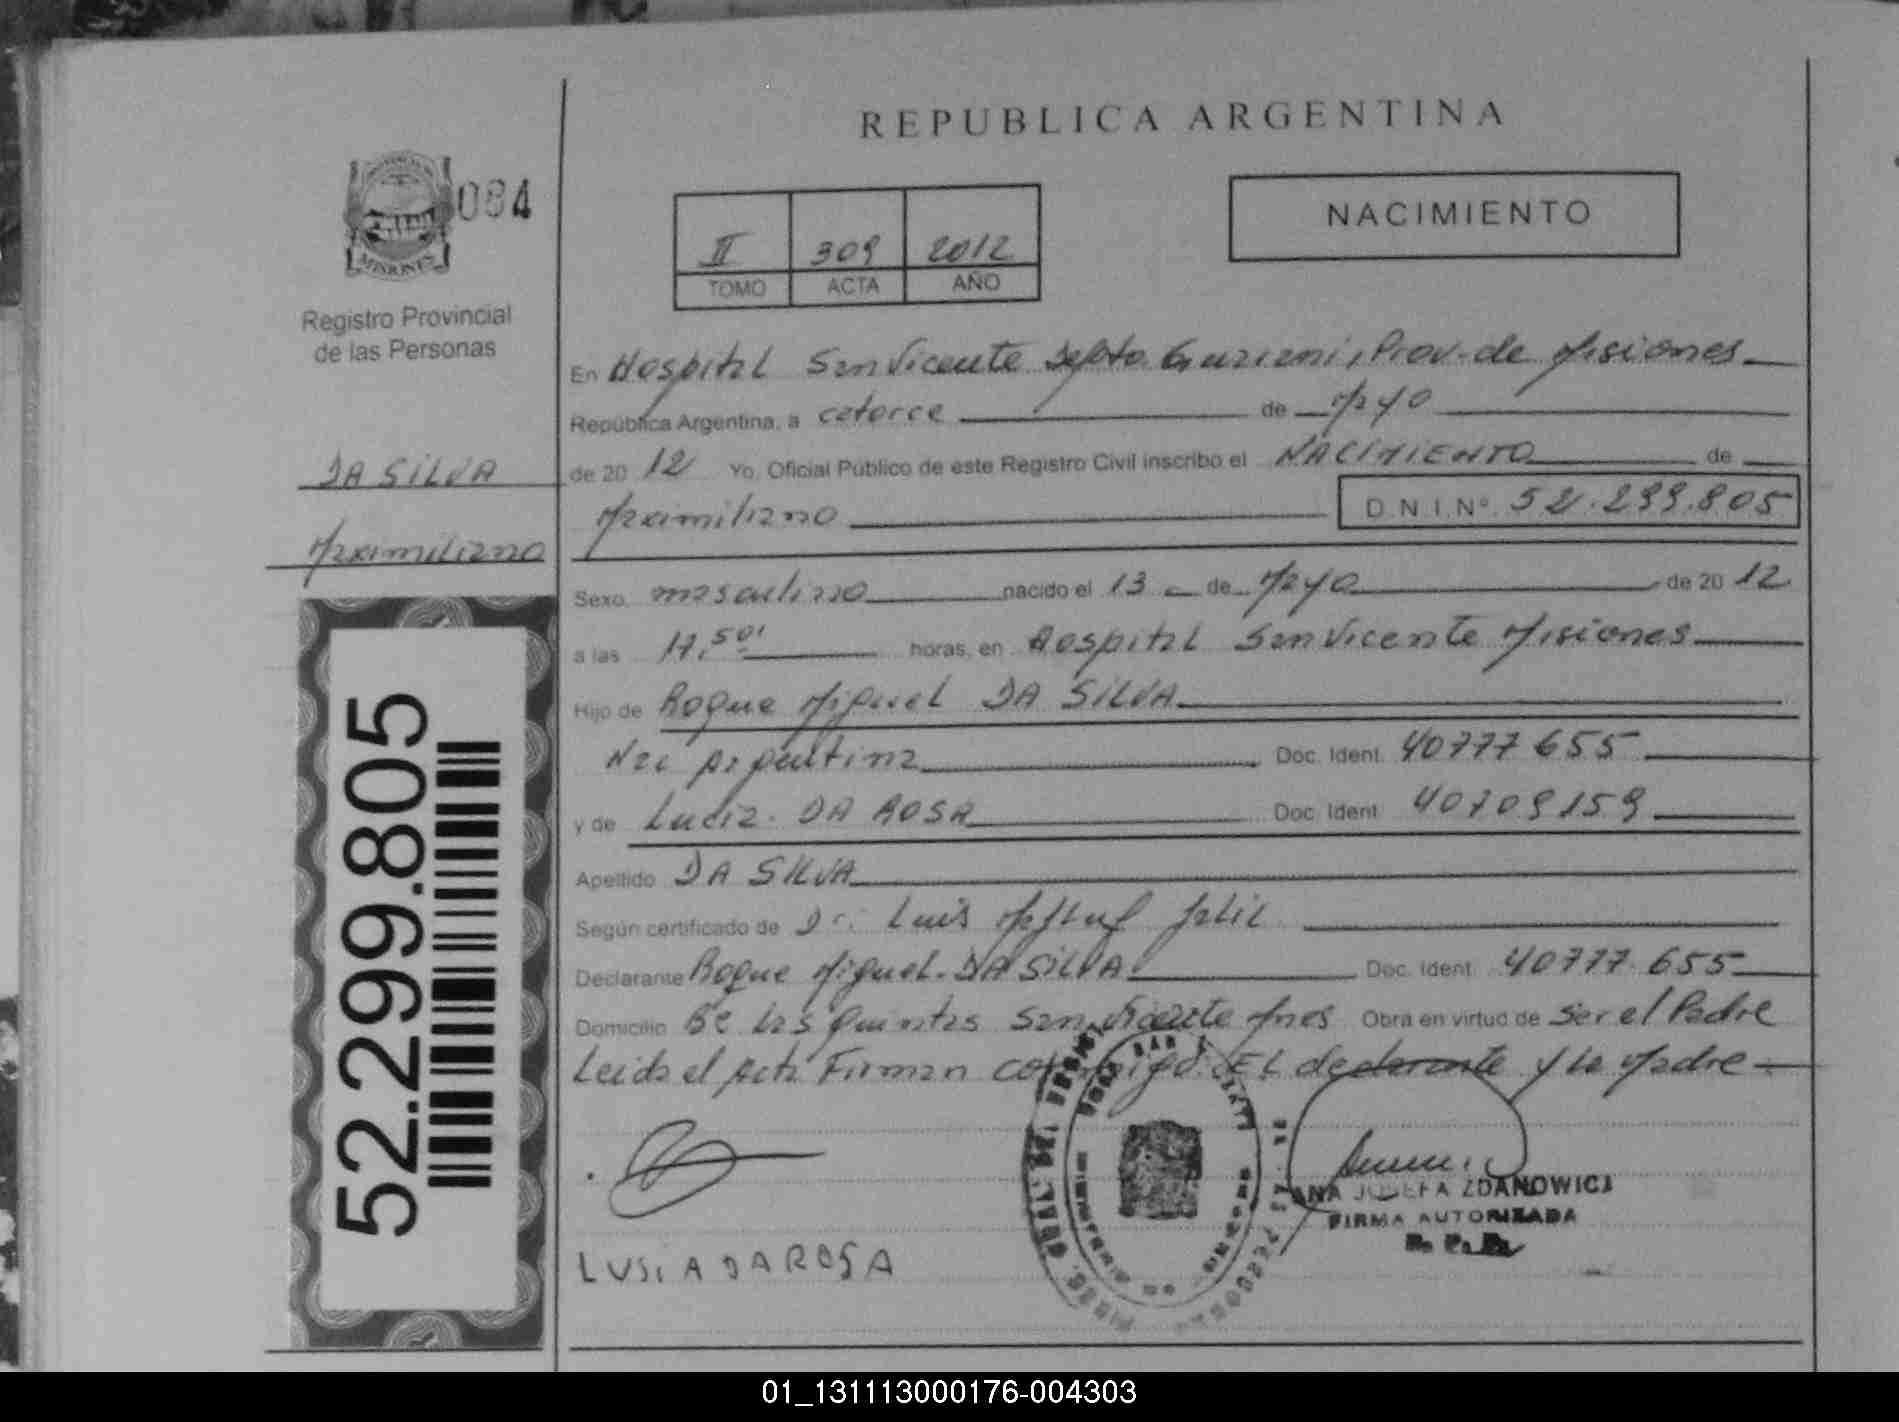 REPUBLICA ARGENTINA
084
MISIONES
Registro Provincial
de las Personas
II 309 2012
TOMO ACTA AÑO
NACIMIENTO
En Hospital San Vicente Depto. Guarani, Prov. de Misiones
República Argentina, a catorce de Mayo
de 20 12 Yo, Oficial Público de este Registro Civil inscribo el NACIMIENTO de
Maximiliano D.N.I.Nº 52.299.805
DA SILVA
Maximiliano
Sexo masculino nacido el 13 de Mayo de 20 12
a las 17,50' horas, en Hospital San Vicente Misiones
Hijo de Roque Miguel DA SILVA
Nac Argentina Doc. Ident. 40777655
y de Lucia DA ROSA Doc. Ident. 40709159
Apellido DA SILVA
Según certificado de Dr. Luis
Declarante Roque Miguel DA SILVA Doc. Ident. 40777.655
Domicilio Bº Las Quintas San Vicente Mnes Obra en virtud de Ser el Padre
Leida el Acta Firman conmigo EL declarante y la Madre
52.299.805
ANA JOSEFA ZDANOWICZ
FIRMA AUTORIZADA
LUSIA DA ROSA
01_131113000176-004303